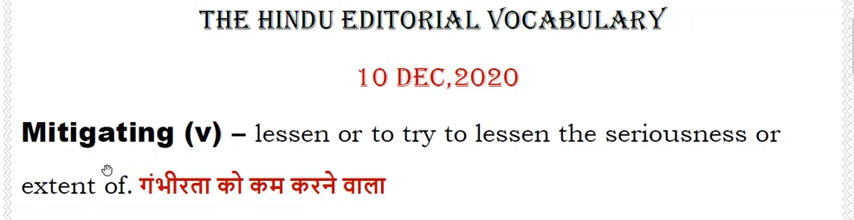 THE HINDU EDITORIAL VOCABULARY
10 DEC,2020
Mitigating (v) – lessen or to try to lessen the seriousness or
extent of. गंभीरता को कम करने वाला